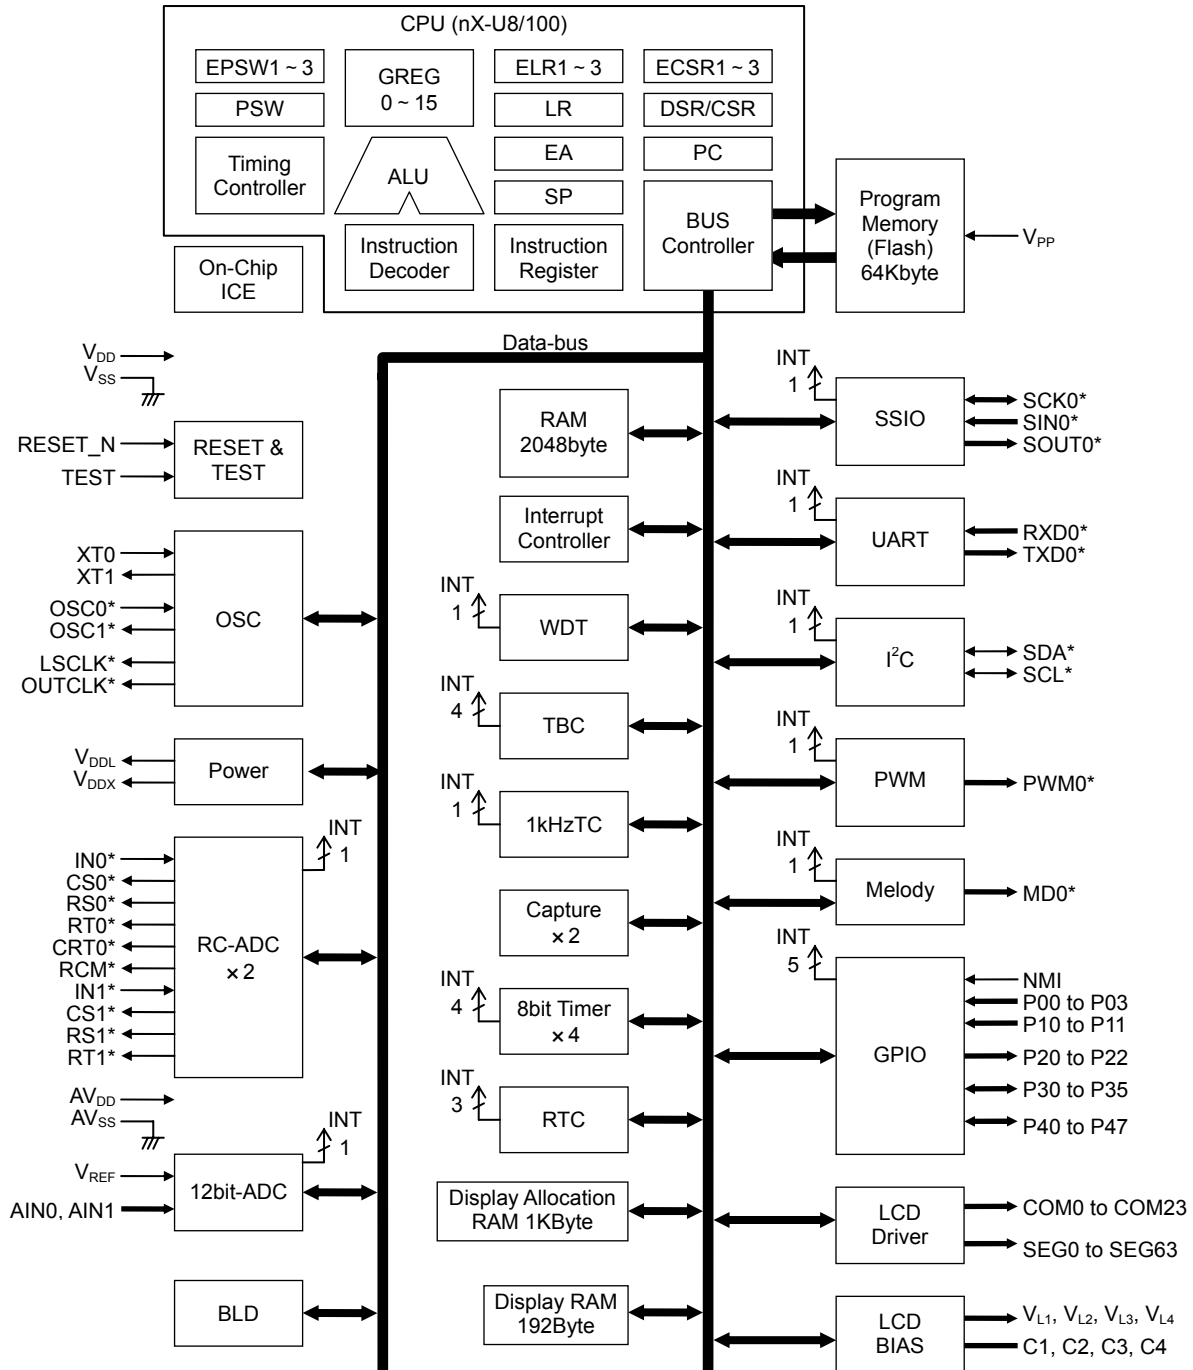 CPU (nX-U8/100)
EPSW1 ~ 3
PSW
Timing
Controller
GREG
0 ~ 15
ALU
Instruction
Decoder
ELR1 ~ 3
LR
EA
SP
Instruction
Register
ECSR1 ~ 3
DSR/CSR
PC
BUS
Controller
Program
Memory
(Flash)
64Kbyte
VPP
On-Chip
ICE
Data-bus
VDD
VSS
RESET_N
TEST
RESET &
TEST
XT0
XT1
OSC0*
OSC1*
LSCLK*
OUTCLK*
OSC
VDDL
VDDX
Power
IN0*
CS0*
RS0*
RT0*
CRT0*
RCM*
IN1*
CS1*
RS1*
RT1*
RC-ADC
× 2
INT
1
AVDD
AVSS
VREF
AIN0, AIN1
12bit-ADC
INT
1
BLD
RAM
2048byte
Interrupt
Controller
INT
1
WDT
INT
4
TBC
INT
1
1kHzTC
Capture
× 2
INT
4
8bit Timer
× 4
INT
3
RTC
Display Allocation
RAM 1KByte
Display RAM
192Byte
INT
1
SSIO
SCK0*
SIN0*
SOUT0*
INT
1
UART
RXD0*
TXD0*
INT
1
I²C
SDA*
SCL*
INT
1
PWM
PWM0*
INT
1
Melody
MD0*
INT
5
GPIO
NMI
P00 to P03
P10 to P11
P20 to P22
P30 to P35
P40 to P47
LCD
Driver
COM0 to COM23
SEG0 to SEG63
LCD
BIAS
VL1, VL2, VL3, VL4
C1, C2, C3, C4